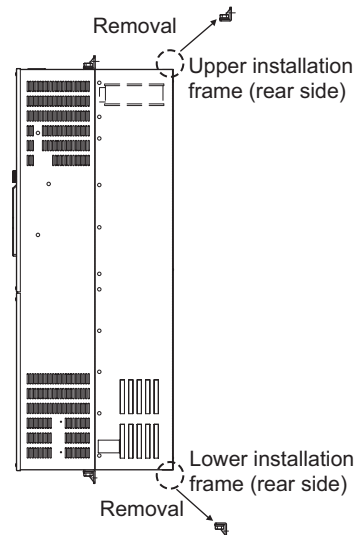 Removal
Upper installation
frame (rear side)
Lower installation
frame (rear side)
Removal